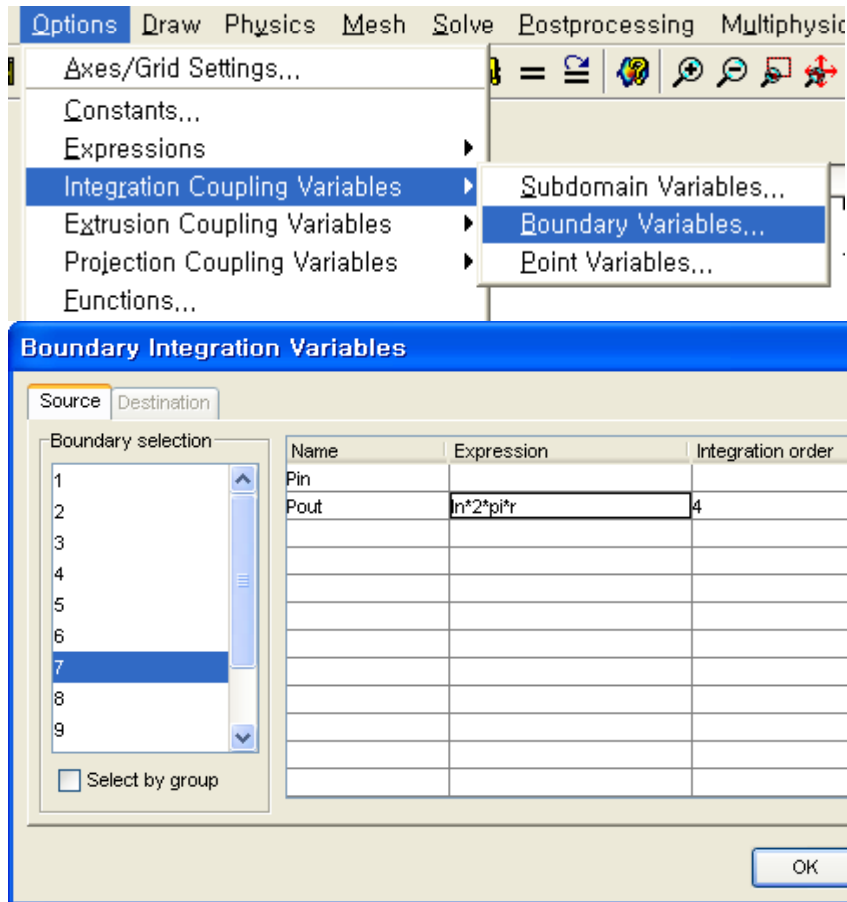 Options Draw Physics Mesh Solve Postprocessing Multiphysic
Axes/Grid Settings...
Constants...
Expressions
Integration Coupling Variables
Subdomain Variables...
Extrusion Coupling Variables
Boundary Variables...
Projection Coupling Variables
Point Variables...
Functions...
Boundary Integration Variables
Source Destination
Boundary selection
Name Expression Integration order
1
Pin
2
Pout In*2*pi*r 4
3
4
5
6
7
8
9
Select by group
OK